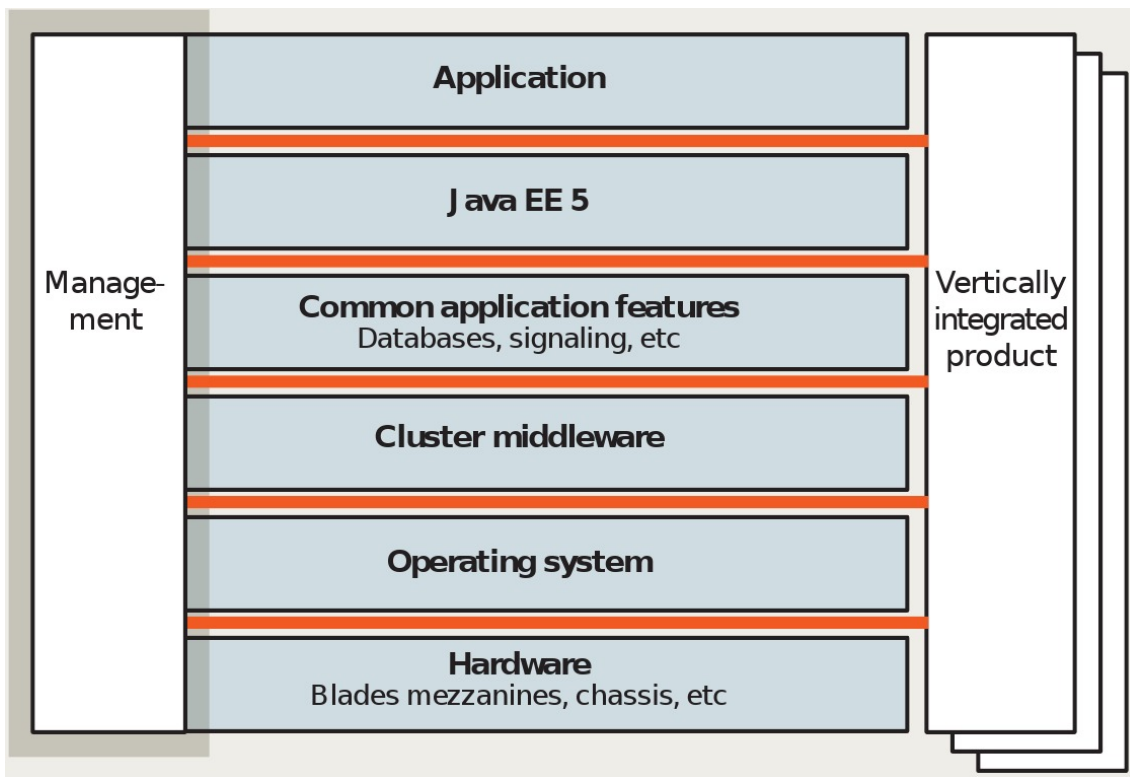 Application
Java EE 5
Manage-
ment
Common application features
Databases, signaling, etc
Vertically
integrated
product
Cluster middleware
Operating system
Hardware
Blades mezzanines, chassis, etc